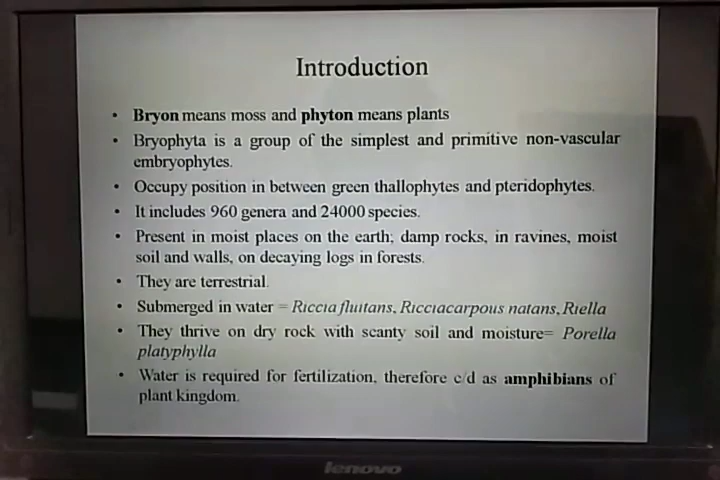 Introduction
• Bryon means moss and phyton means plants
• Bryophyta is a group of the simplest and primitive non-vascular
embryophytes.
• Occupy position in between green thallophytes and pteridophytes.
• It includes 960 genera and 24000 species.
• Present in moist places on the earth; damp rocks, in ravines, moist
soil and walls, on decaying logs in forests.
• They are terrestrial.
• Submerged in water = Riccia fluitans, Ricciacarpous natans, Riella
• They thrive on dry rock with scanty soil and moisture= Porella
platyphylla
• Water is required for fertilization, therefore c/d as amphibians of
plant kingdom.
lenovo